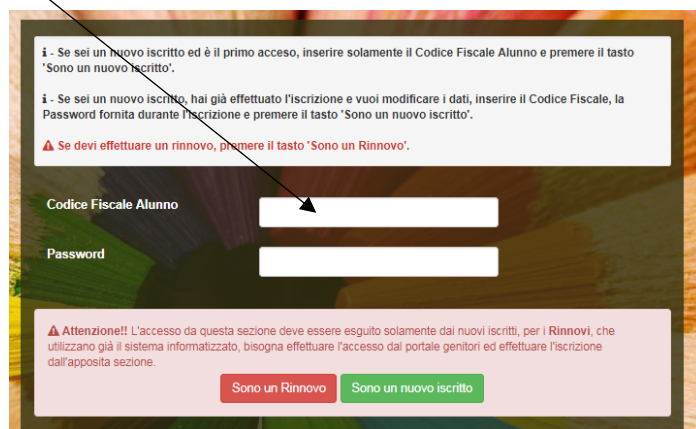 i - Se sei un nuovo iscritto ed è il primo acceso, inserire solamente il Codice Fiscale Alunno e premere il tasto
'Sono un nuovo iscritto'.
i - Se sei un nuovo iscritto, hai già effettuato l'iscrizione e vuoi modificare i dati, inserire il Codice Fiscale, la
Password fornita durante l'iscrizione e premere il tasto 'Sono un nuovo iscritto'.
Se devi effettuare un rinnovo, premere il tasto 'Sono un Rinnovo'.
Codice Fiscale Alunno
Password
Attenzione!! L'accesso da questa sezione deve essere esguito solamente dai nuovi iscritti, per i Rinnovi, che
utilizzano già il sistema informatizzato, bisogna effettuare l'accesso dal portale genitori ed effettuare l'iscrizione
dall'apposita sezione.
Sono un Rinnovo Sono un nuovo iscritto